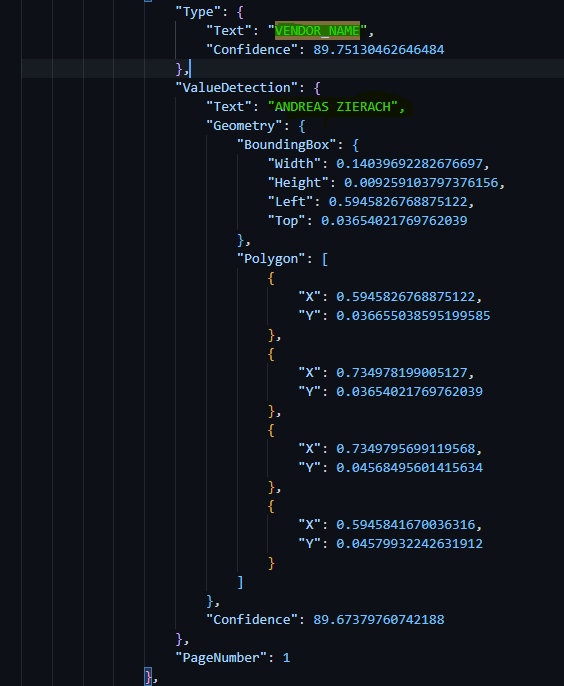 "Type": {
"Text": "VENDOR_NAME",
"Confidence": 89.75130462646484
},
"ValueDetection": {
"Text": "ANDREAS ZIERACH",
"Geometry": {
"BoundingBox": {
"Width": 0.14039692282676697,
"Height": 0.009259103797376156,
"Left": 0.5945826768875122,
"Top": 0.03654021769762039
},
"Polygon": [
{
"X": 0.5945826768875122,
"Y": 0.036655038595199585
},
{
"X": 0.734978199005127,
"Y": 0.03654021769762039
},
{
"X": 0.7349795699119568,
"Y": 0.04568495601415634
},
{
"X": 0.5945841670036316,
"Y": 0.04579932242631912
}
]
},
"Confidence": 89.67379760742188
},
"PageNumber": 1
},